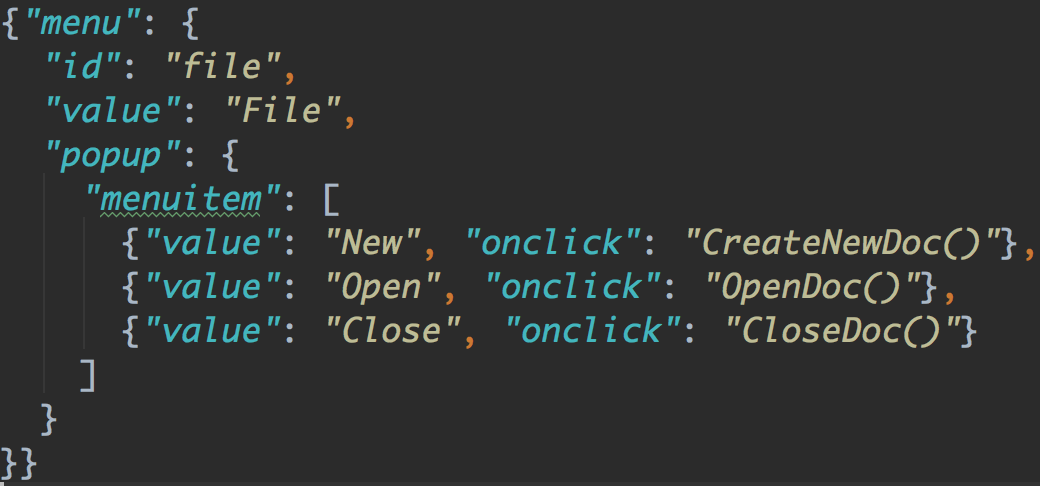 {"menu": {
  "id": "file",
  "value": "File",
  "popup": {
    "menuitem": [
      {"value": "New", "onclick": "CreateNewDoc()"},
      {"value": "Open", "onclick": "OpenDoc()"},
      {"value": "Close", "onclick": "CloseDoc()"}
    ]
  }
}}